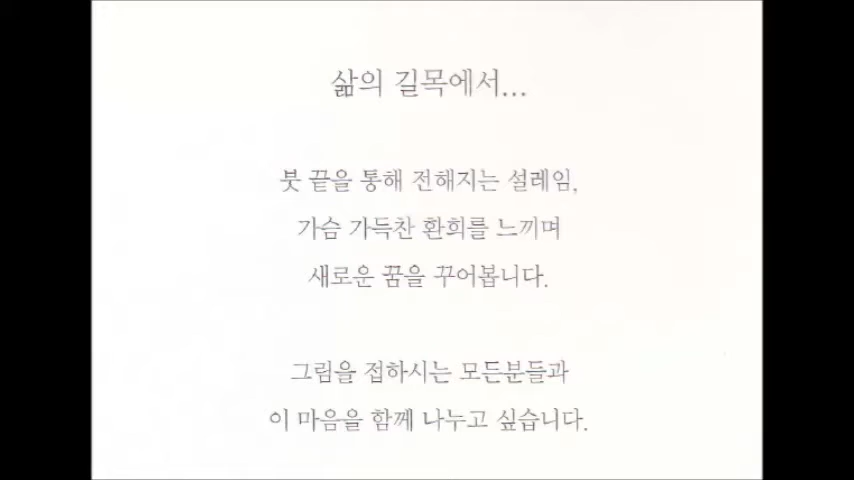 삶의 길목에서...
붓 끝을 통해 전해지는 설레임,
가슴 가득찬 환희를 느끼며
새로운 꿈을 꾸어봅니다.
그림을 접하시는 모든분들과
이 마음을 함께 나누고 싶습니다.